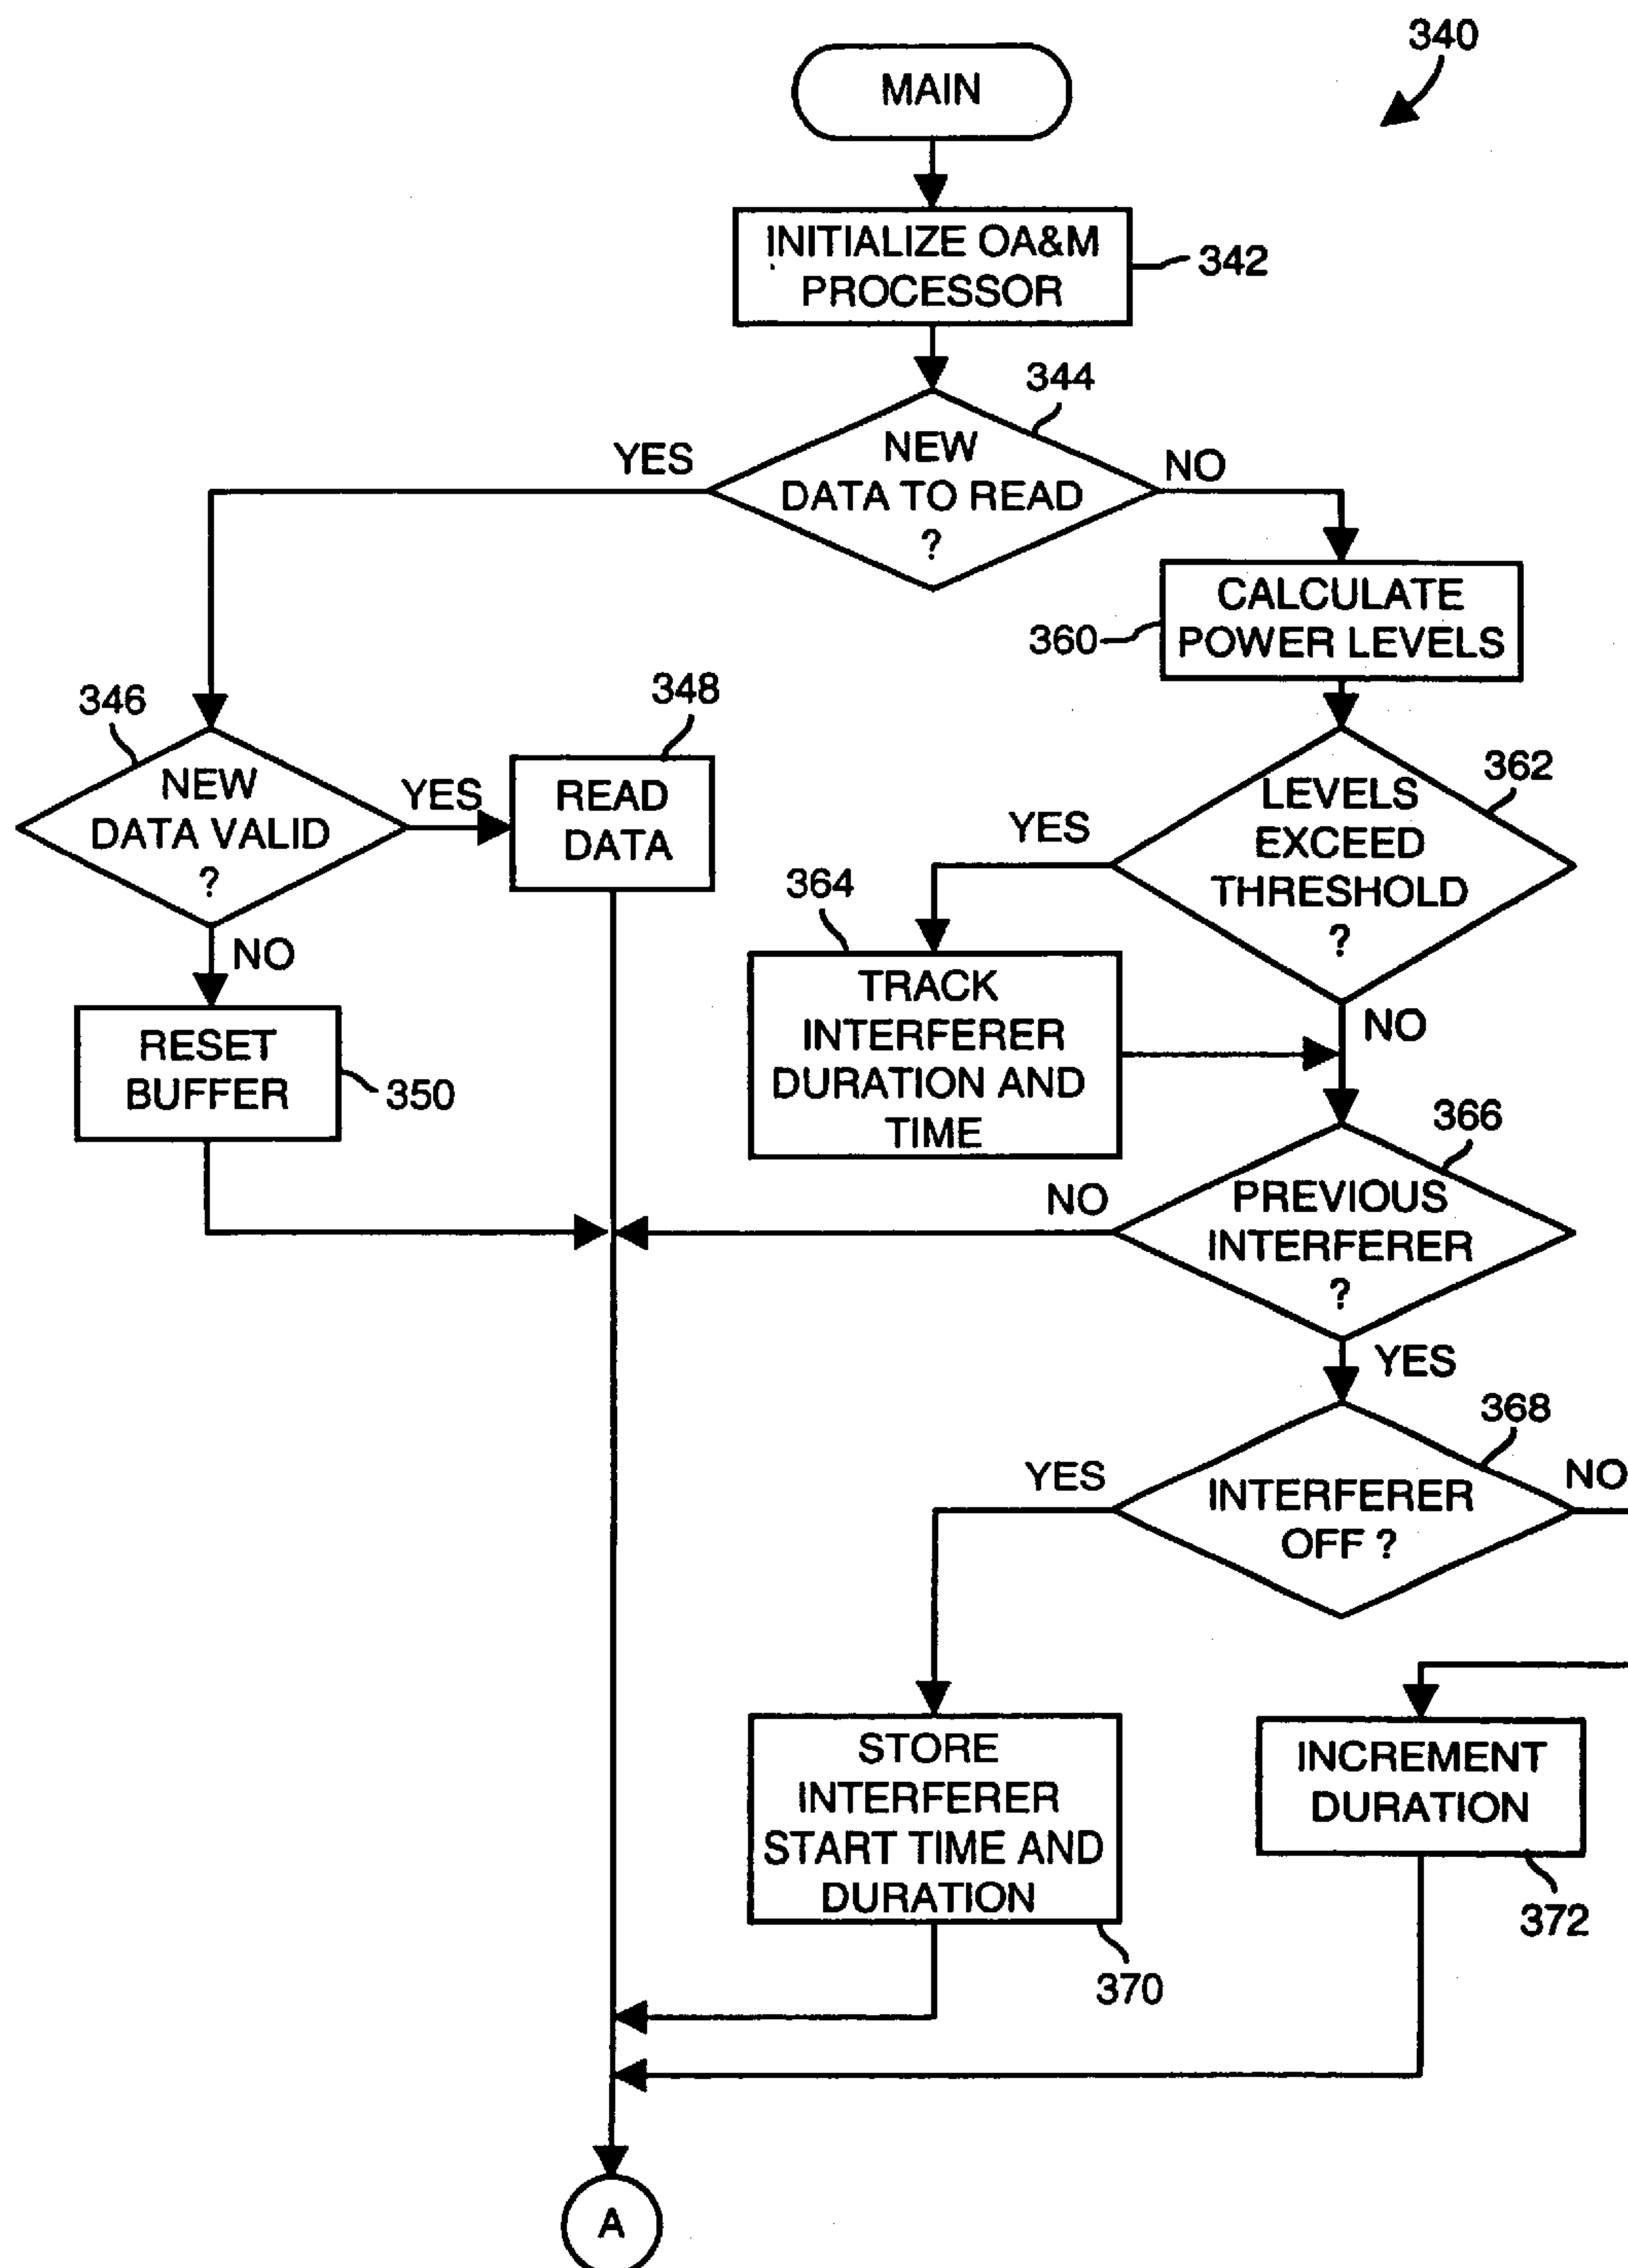 340
MAIN
INITIALIZE OA&M
PROCESSOR
342
344
YES
NEW
DATA TO READ
?
NO
CALCULATE
POWER LEVELS
360
346
NEW
DATA VALID
?
YES
348
READ
DATA
NO
RESET
BUFFER
350
362
LEVELS
EXCEED
THRESHOLD
?
YES
364
TRACK
INTERFERER
DURATION AND
TIME
NO
366
PREVIOUS
INTERFERER
?
NO
YES
368
INTERFERER
OFF ?
YES
NO
STORE
INTERFERER
START TIME AND
DURATION
370
INCREMENT
DURATION
372
A